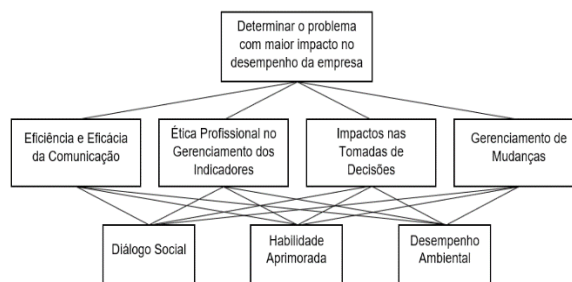 Determinar o problema
com maior impacto no
desempenho da empresa
Eficiência e Eficácia
da Comunicação
Ética Profissional no
Gerenciamento dos
Indicadores
Impactos nas
Tomadas de
Decisões
Gerenciamento de
Mudanças
Diálogo Social
Habilidade
Aprimorada
Desempenho
Ambiental